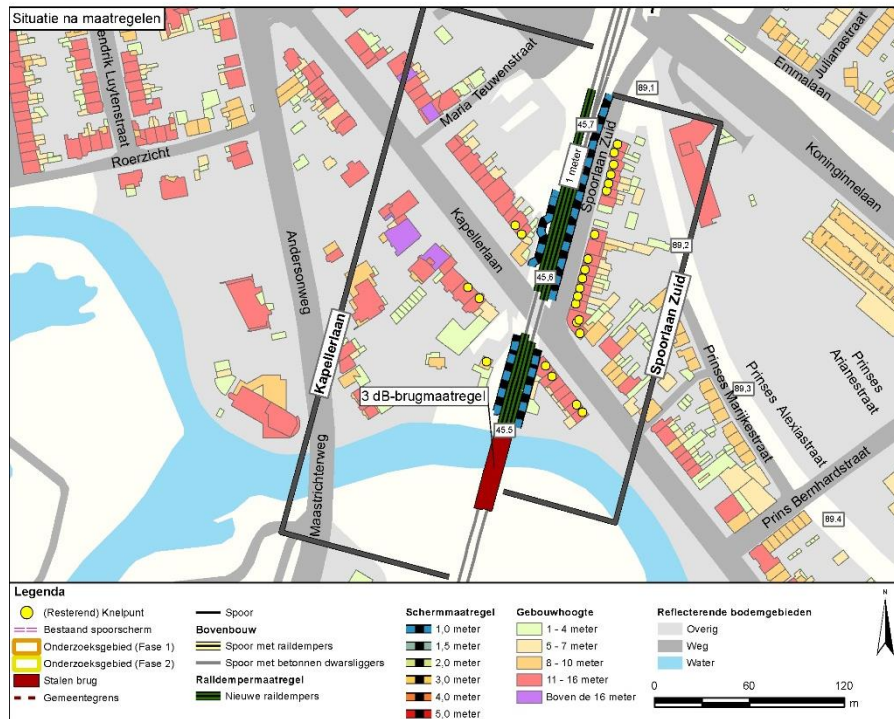 Situatie na maatregelen
endrik Luytenstraat
Maria Teuwenstraat
Emmalaan
Julianastraat
Roerzicht
89,1
45,7
1 meter
Spoorlaan Zuid
Koninginnelaan
Kapellerlaan
Andersonweg
89,2
45,6
Kapellerlaan
Spoorlaan Zuid
3 dB-brugmaatregel
Prinses Marijkestraat
89,3
Prinses Alexiastraat
Prinses
Arianestraat
45,5
Maastrichterweg
Prins Bernhardstraat
89,4
Legenda
(Resterend) Knelpunt
Bestaand spoorscherm
Onderzoeksgebied (Fase 1)
Onderzoeksgebied (Fase 2)
Stalen brug
Gemeentegrens
Spoor
Bovenbouw
Spoor met raildempers
Spoor met betonnen dwarsliggers
Raildempermaatregel
Nieuwe raildempers
Schermmaatregel
1,0 meter
1,5 meter
2,0 meter
3,0 meter
4,0 meter
5,0 meter
Gebouwhoogte
1 - 4 meter
5 - 7 meter
8 - 10 meter
11 - 16 meter
Boven de 16 meter
Reflecterende bodemgebieden
Overig
Weg
Water
N
0 60 120
m